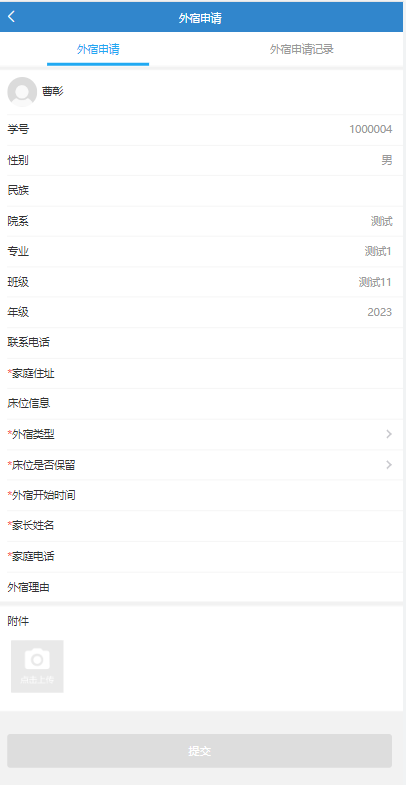 外宿申请
外宿申请 外宿申请记录
曹彰
学号 1000004
性别 男
民族
院系 测试
专业 测试1
班级 测试11
年级 2023
联系电话
*家庭住址
床位信息
*外宿类型
*床位是否保留
*外宿开始时间
*家长姓名
*家庭电话
外宿理由
附件
点击上传
提交